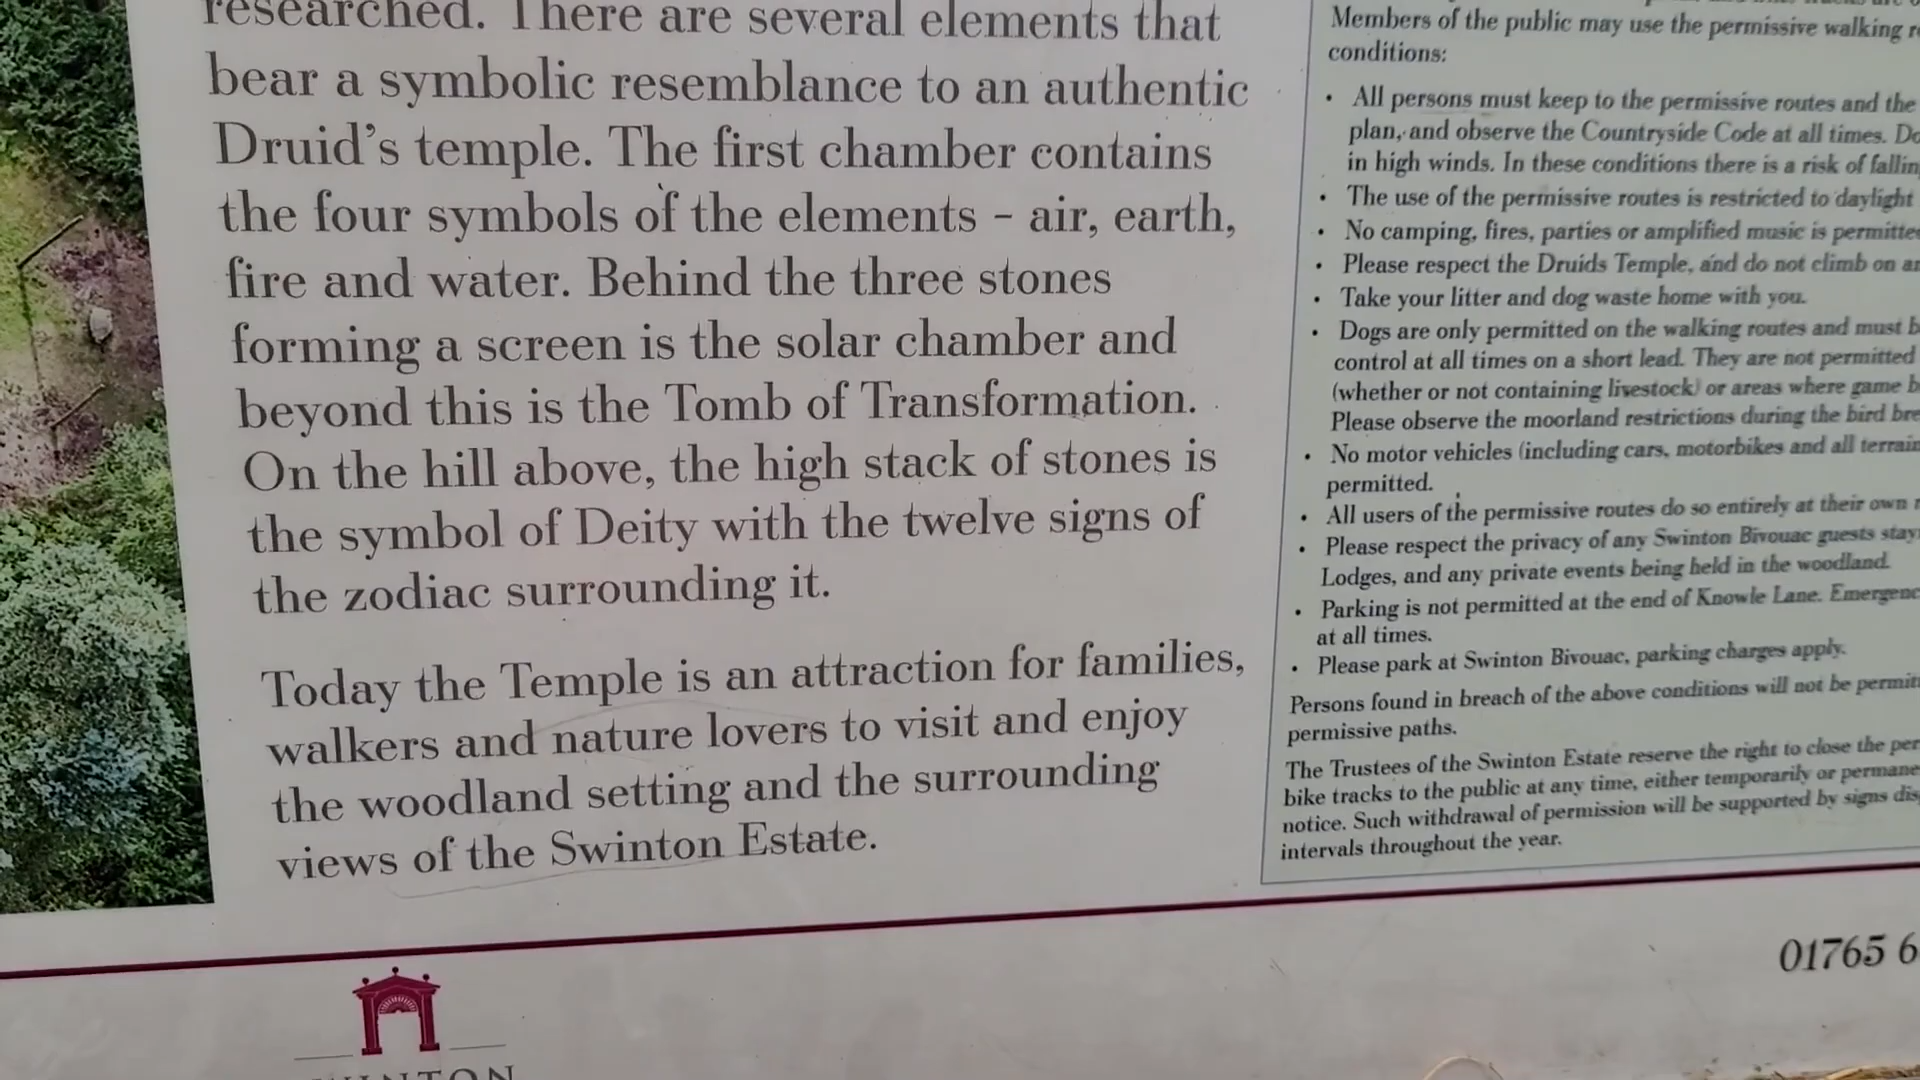 researched. There are several elements that
bear a symbolic resemblance to an authentic
Druid's temple. The first chamber contains
the four symbols of the elements - air, earth,
fire and water. Behind the three stones
forming a screen is the solar chamber and
beyond this is the Tomb of Transformation.
On the hill above, the high stack of stones is
the symbol of Deity with the twelve signs of
the zodiac surrounding it.
Today the Temple is an attraction for families,
walkers and nature lovers to visit and enjoy
the woodland setting and the surrounding
views of the Swinton Estate.
Members of the public may use the permissive walking
conditions:
• All persons must keep to the permissive routes and the
plan, and observe the Countryside Code at all times.
in high winds. In these conditions there is a risk of
• The use of the permissive routes is restricted to daylight
• No camping, fires, parties or amplified music is
• Please respect the Druids Temple, and do not climb on
• Take your litter and dog waste home with you.
• Dogs are only permitted on the walking routes and must
control at all times on a short lead. They are not permitted
(whether or not containing livestock) or areas where game
Please observe the moorland restrictions during the bird
• No motor vehicles (including cars, motorbikes and all
permitted.
• All users of the permissive routes do so entirely at their own
• Please respect the privacy of any Swinton Bivouac guests
Lodges, and any private events being held in the woodland.
• Parking is not permitted at the end of Knowle Lane.
at all times.
• Please park at Swinton Bivouac, parking charges apply.
Persons found in breach of the above conditions will not be
permissive paths.
The Trustees of the Swinton Estate reserve the right to close the
bike tracks to the public at any time, either temporarily or
notice. Such withdrawal of permission will be supported by signs
intervals throughout the year.
01765 6